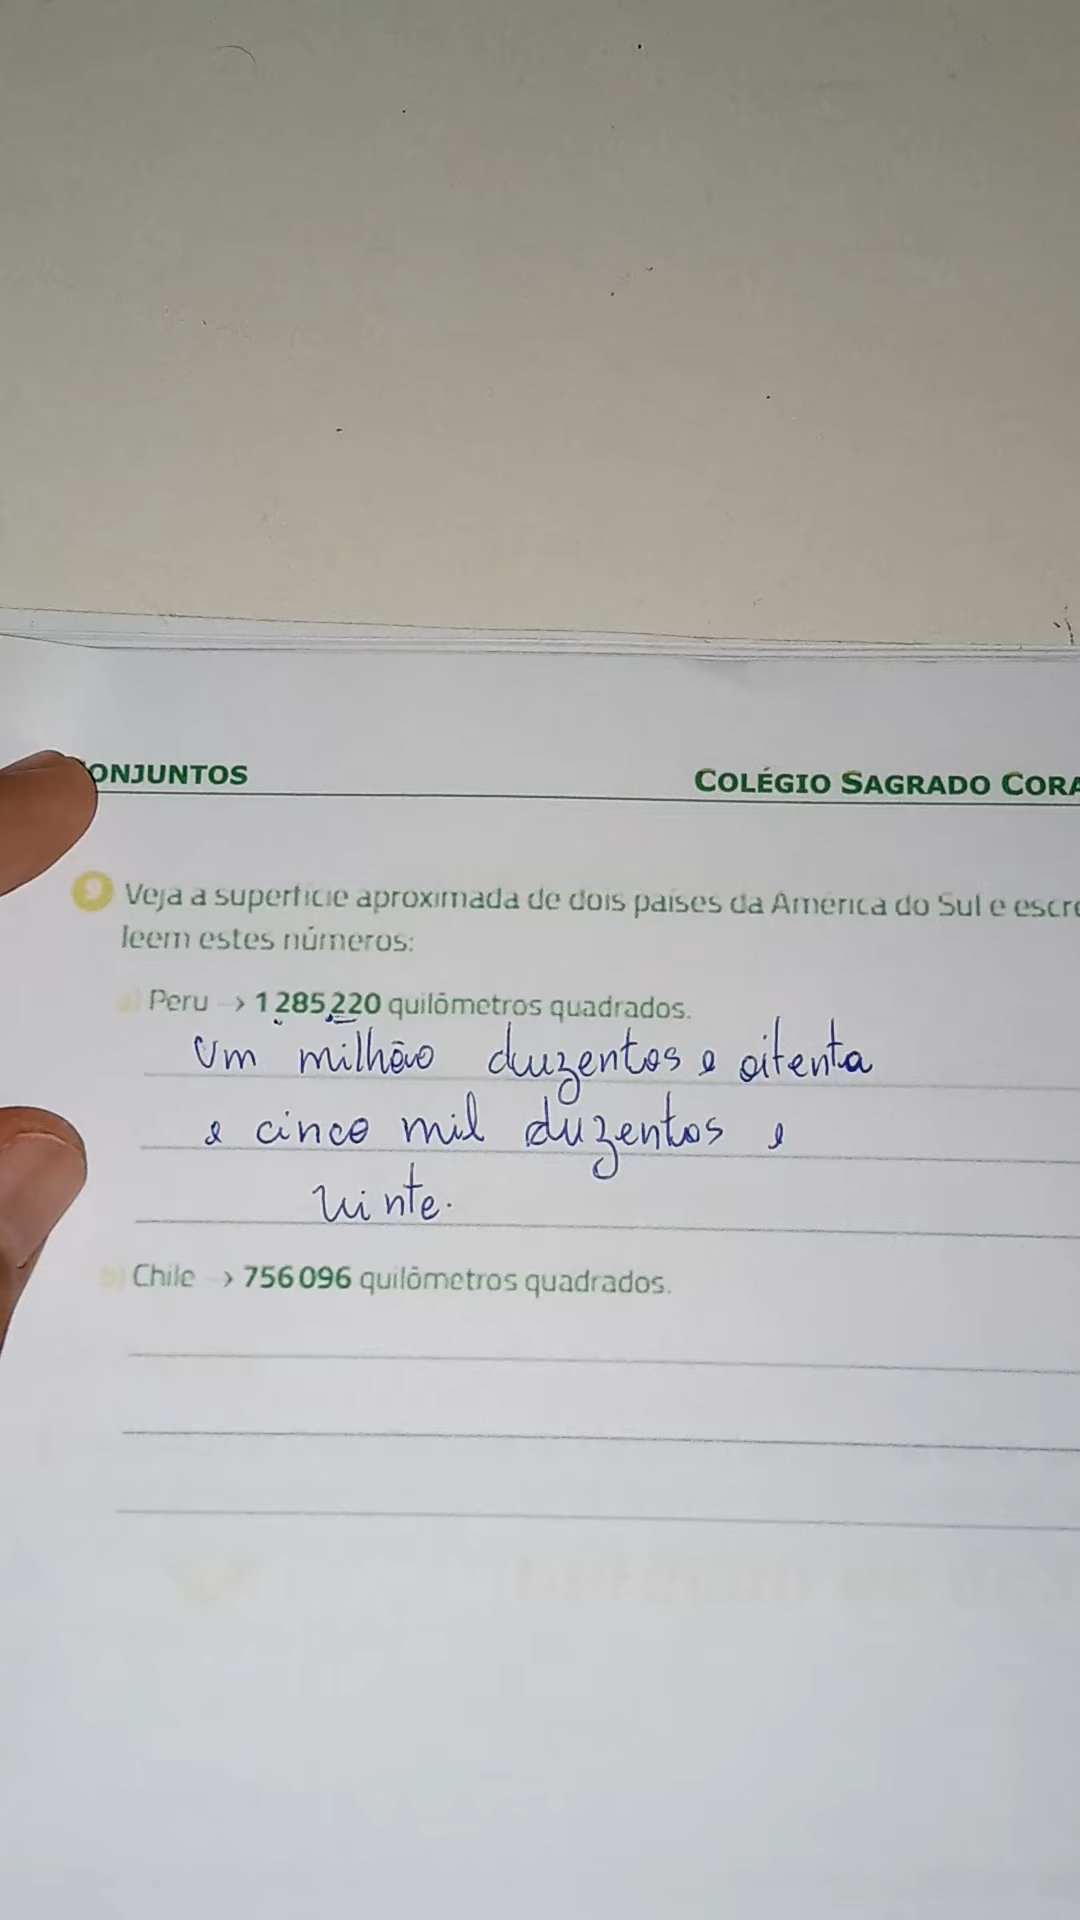 ONJUNTOS COLÉGIO SAGRADO CORA
9 Veja a superfície aproximada de dois países da América do Sul e escre
leem estes números:
a) Peru → 1 285 220 quilômetros quadrados.
Um milhão duzentos e oitenta
e cinco mil duzentos e
vinte.
b) Chile → 756 096 quilômetros quadrados.